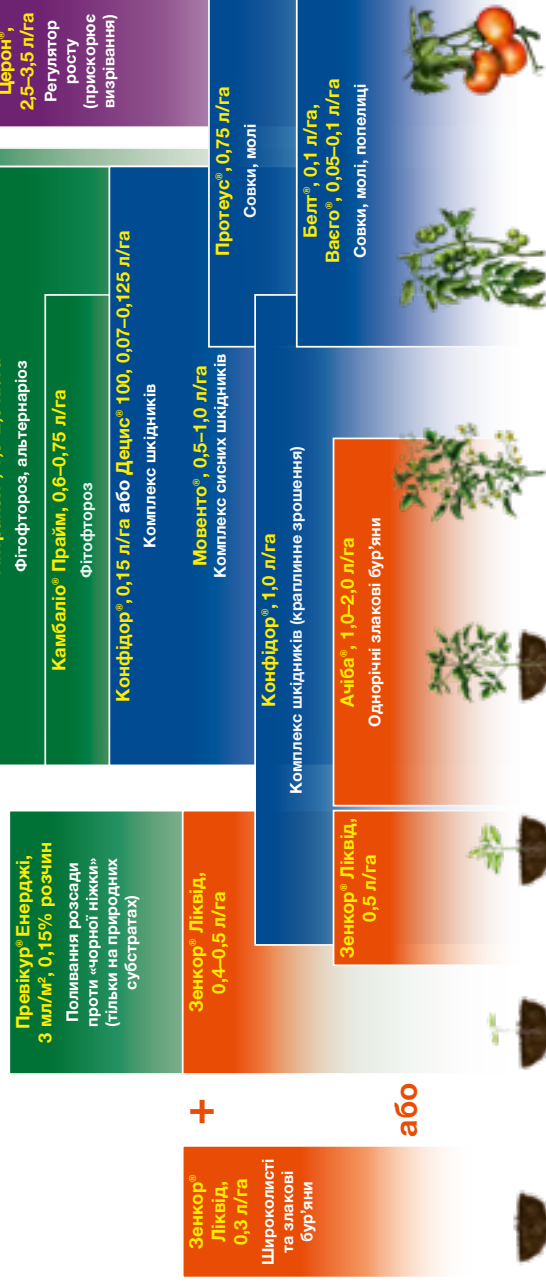 Церон®,
2,5–3,5 л/га
Регулятор
росту
(прискорює
визрівання)
Фітофтороз, альтернаріоз
Камбаліо® Прайм, 0,6–0,75 л/га
Фітофтороз
Конфідор®, 0,15 л/га або Децис® 100, 0,07–0,125 л/га
Комплекс шкідників
Мовенто®, 0,5–1,0 л/га
Комплекс сисних шкідників
Протеус®, 0,75 л/га
Совки, молі
Белт®, 0,1 л/га,
Ваєго®, 0,05–0,1 л/га
Совки, молі, попелиці
Конфідор®, 1,0 л/га
Комплекс шкідників (краплинне зрошення)
Ачіба®, 1,0–2,0 л/га
Однорічні злакові бур’яни
Превікур® Енерджі,
3 мл/м², 0,15% розчин
Поливання розсади
проти «чорної ніжки»
(тільки на природних
субстратах)
Зенкор® Ліквід,
0,4–0,5 л/га
Зенкор® Ліквід,
0,5 л/га
+
або
Зенкор®
Ліквід,
0,3 л/га
Широколисті
та злакові
бур’яни